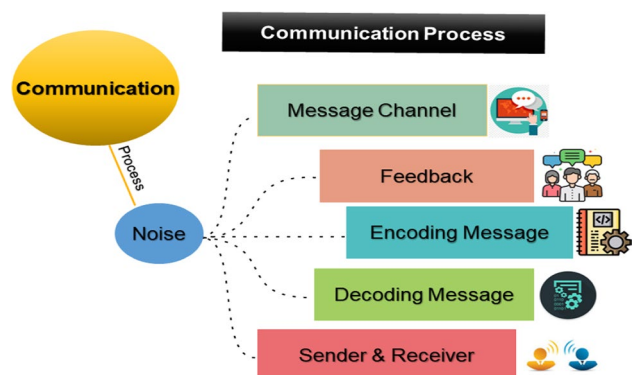 Communication Process
Communication
Process
Noise
Message Channel
Feedback
Encoding Message
Decoding Message
Sender & Receiver